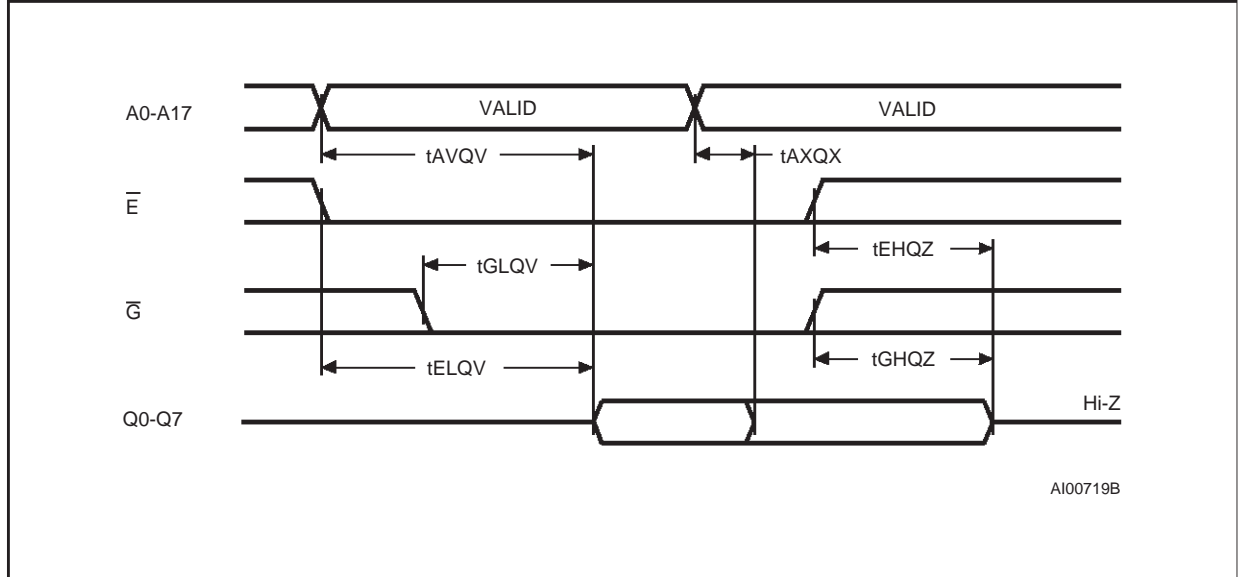 A0-A17
VALID
VALID
tAVQV
tAXQX
E̅
tEHQZ
tGLQV
G̅
tELQV
tGHQZ
Q0-Q7
Hi-Z
AI00719B